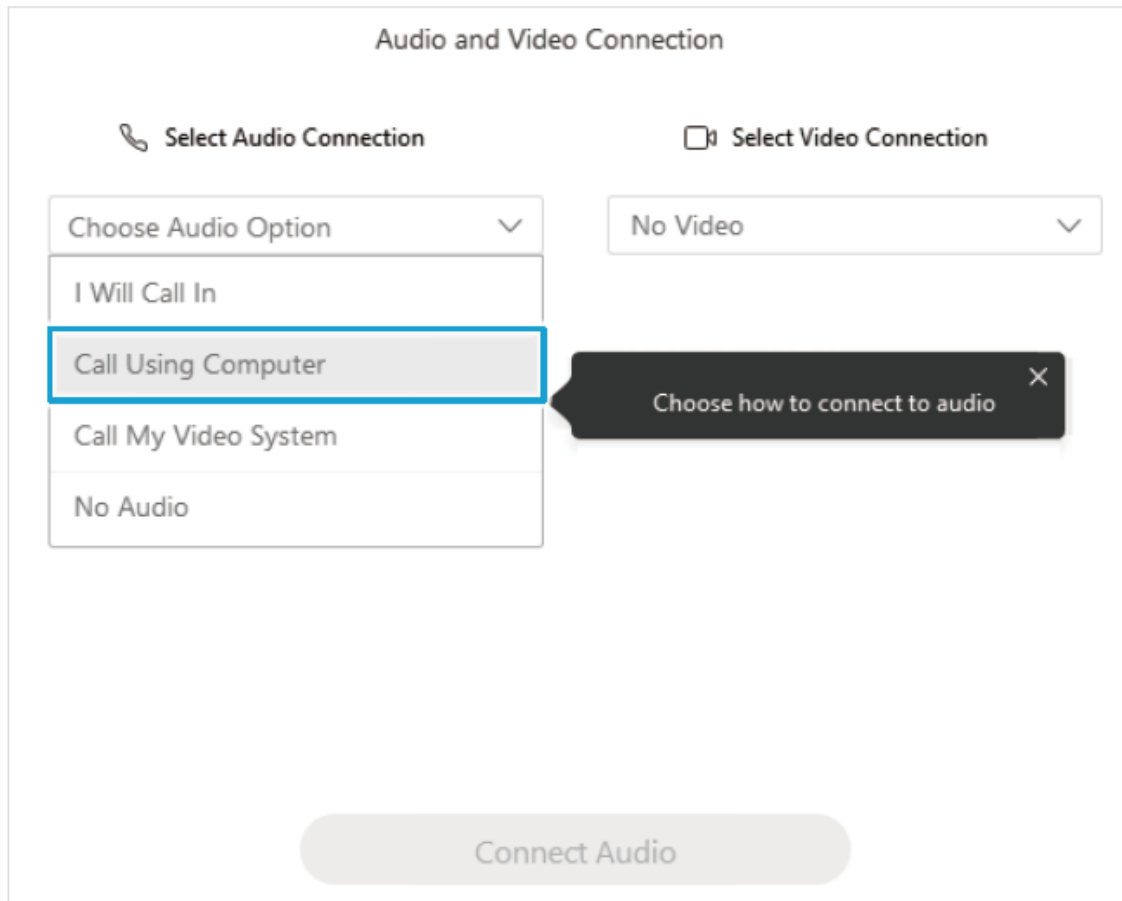 Audio and Video Connection
Select Audio Connection
Select Video Connection
Choose Audio Option
No Video
I Will Call In
Call Using Computer
Choose how to connect to audio
Call My Video System
No Audio
Connect Audio